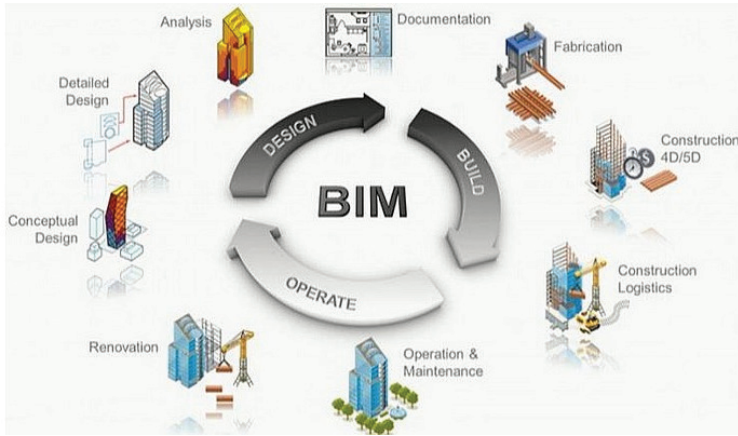 Analysis
Documentation
Fabrication
Detailed
Design
DESIGN
BUILD
Construction
4D/5D
$
BIM
Conceptual
Design
OPERATE
Construction
Logistics
Renovation
Operation &
Maintenance